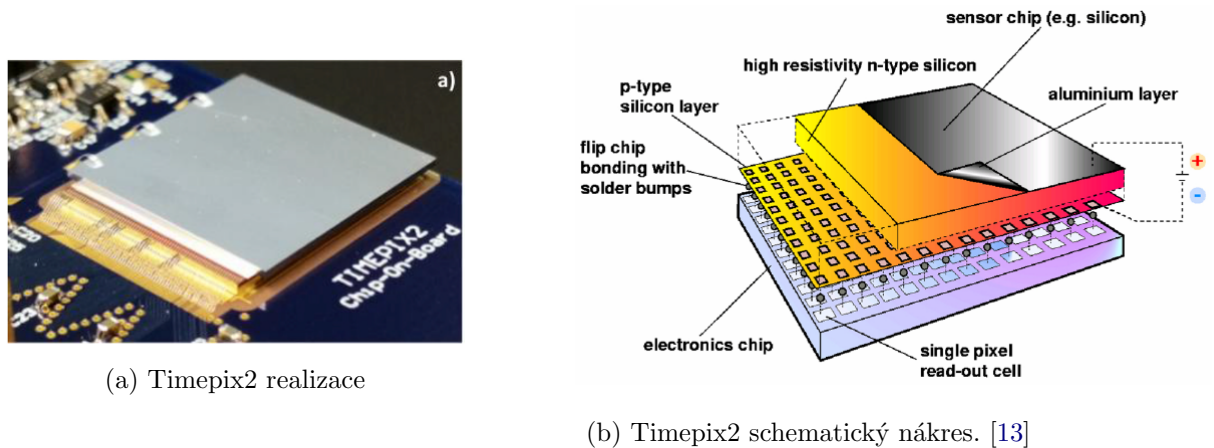 a)
TIMEPIX2
Chip-On-Board
(a) Timepix2 realizace
sensor chip (e.g. silicon)
high resistivity n-type silicon
p-type
silicon layer
aluminium layer
flip chip
bonding with
solder bumps
+
-
electronics chip
single pixel
read-out cell
(b) Timepix2 schematický nákres. [13]